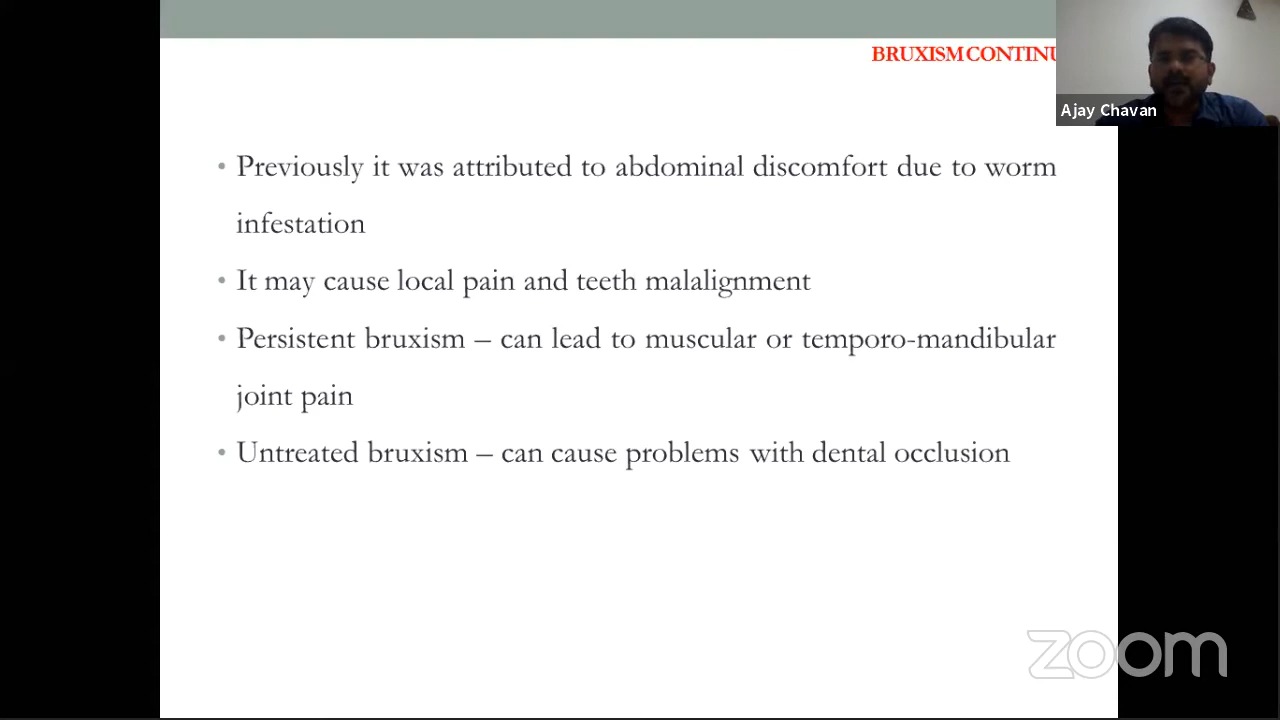 BRUXISM CONTINU
Ajay Chavan
• Previously it was attributed to abdominal discomfort due to worm
infestation
• It may cause local pain and teeth malalignment
• Persistent bruxism – can lead to muscular or temporo-mandibular
joint pain
• Untreated bruxism – can cause problems with dental occlusion
zoom